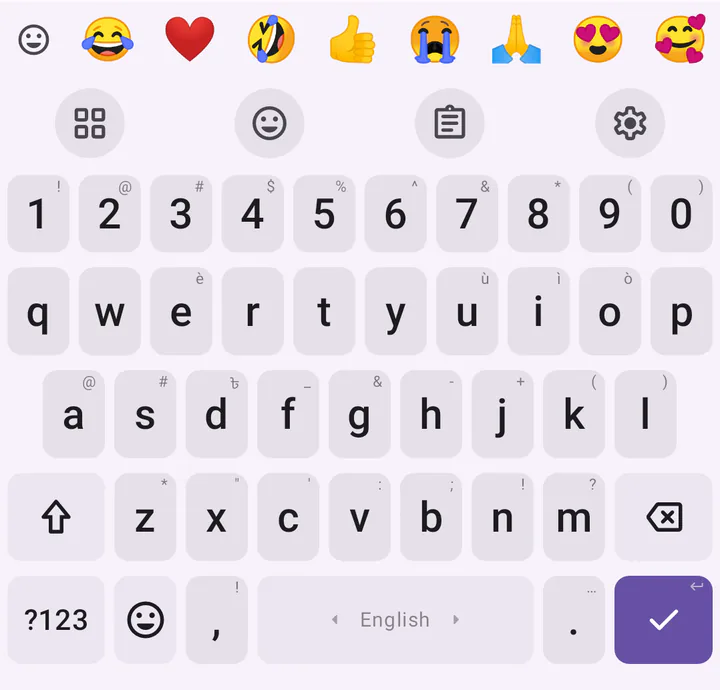 ! @ # $ % ^ & * ( )
1 2 3 4 5 6 7 8 9 0
è ù ì ò
q w e r t y u i o p
@ # ъ _ & - + ( )
a s d f g h j k l
* " ' : ; ! ?
z x c v b n m
! …
?123 , English .